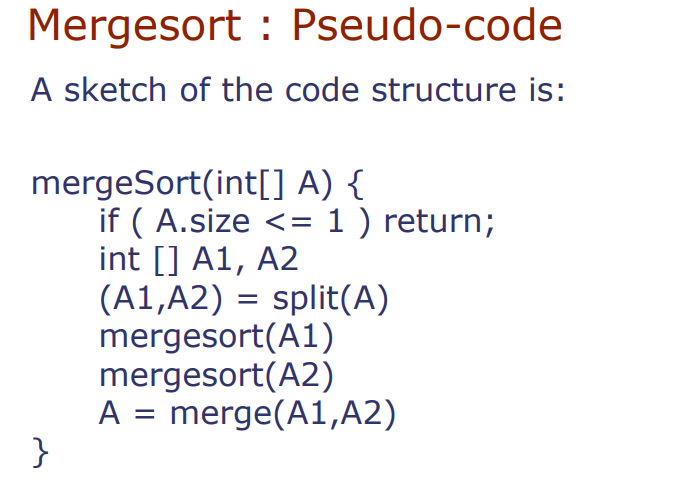 Mergesort : Pseudo-code
A sketch of the code structure is:
mergeSort(int[] A) {
if ( A.size <= 1 ) return;
int [] A1, A2
(A1,A2) = split(A)
mergesort(A1)
mergesort(A2)
A = merge(A1,A2)
}